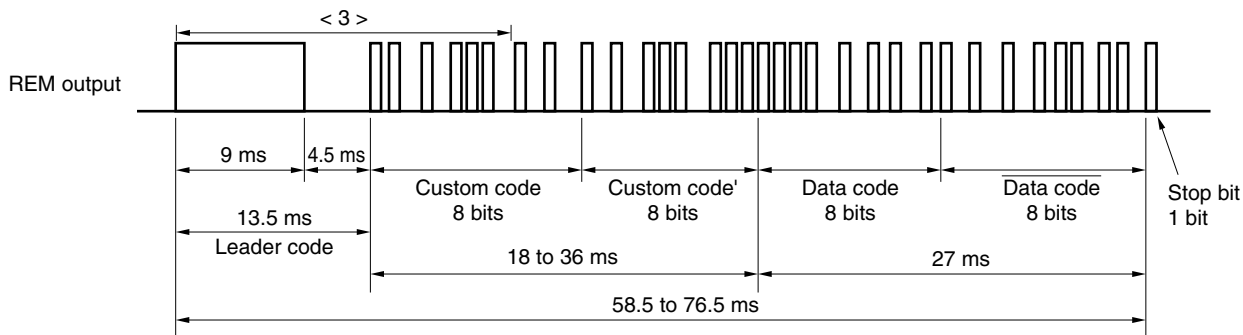 < 3 >
REM output
9 ms
4.5 ms
Custom code
8 bits
Custom code'
8 bits
Data code
8 bits
Data code
8 bits
Stop bit
1 bit
13.5 ms
Leader code
18 to 36 ms
27 ms
58.5 to 76.5 ms